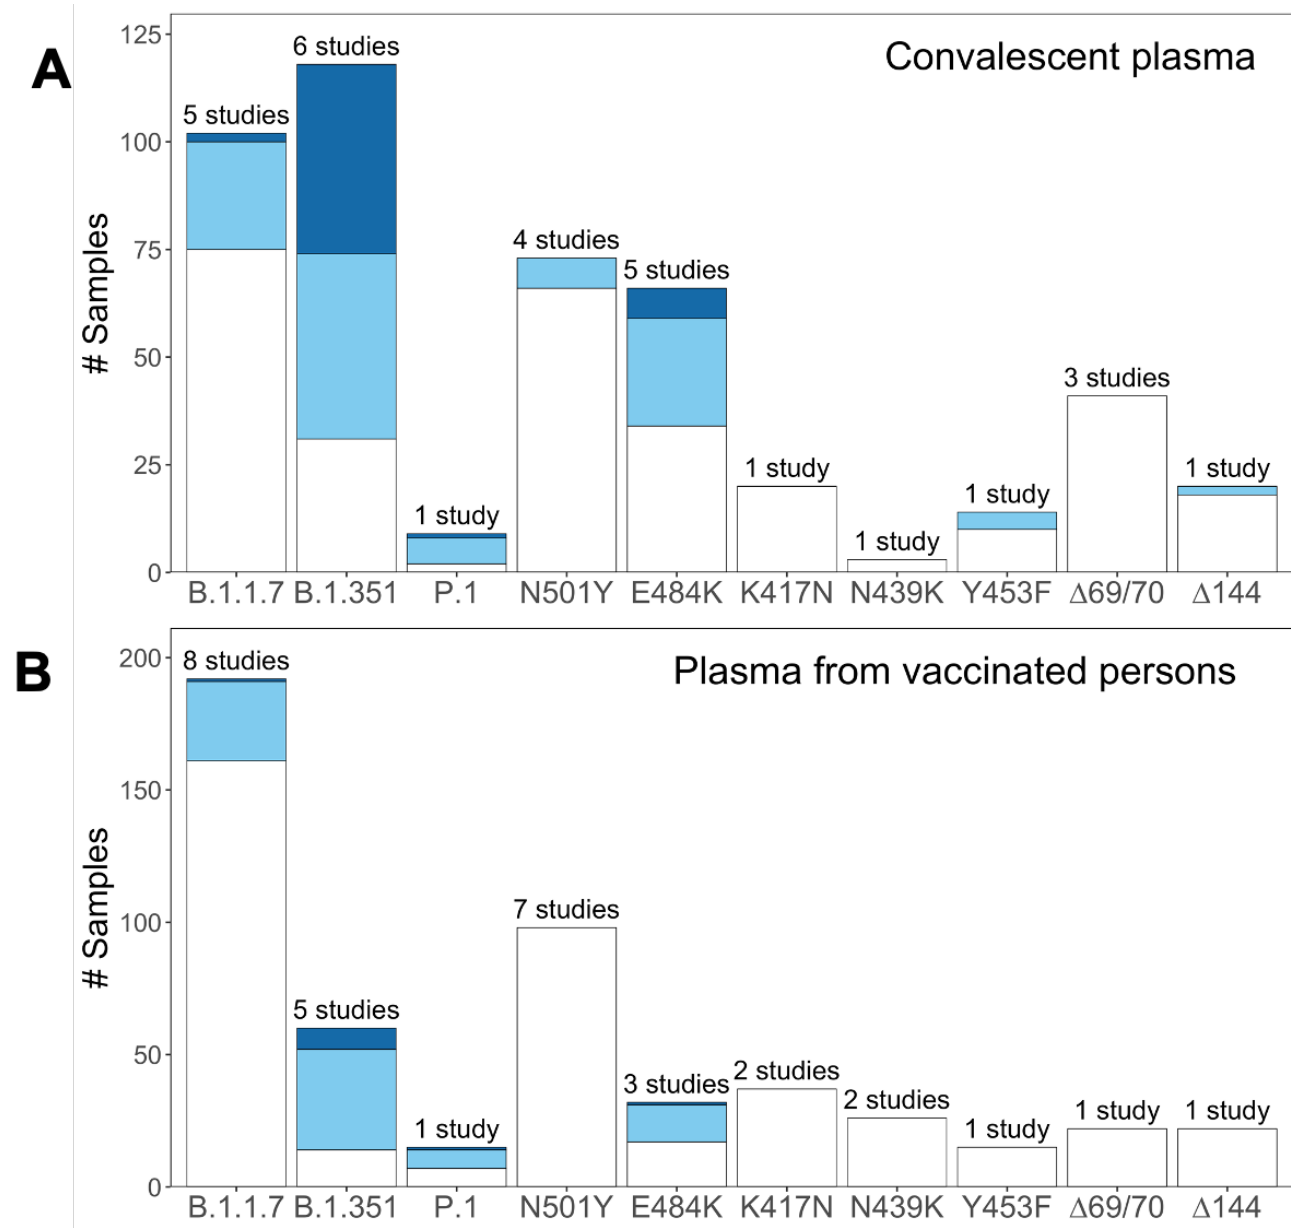 A
Convalescent plasma
# Samples
125
100
75
50
25
0
5 studies
6 studies
1 study
4 studies
5 studies
1 study
1 study
1 study
3 studies
1 study
B.1.1.7 B.1.351 P.1 N501Y E484K K417N N439K Y453F Δ69/70 Δ144
B
Plasma from vaccinated persons
# Samples
200
150
100
50
0
8 studies
5 studies
1 study
7 studies
3 studies
2 studies
2 studies
1 study
1 study
1 study
B.1.1.7 B.1.351 P.1 N501Y E484K K417N N439K Y453F Δ69/70 Δ144